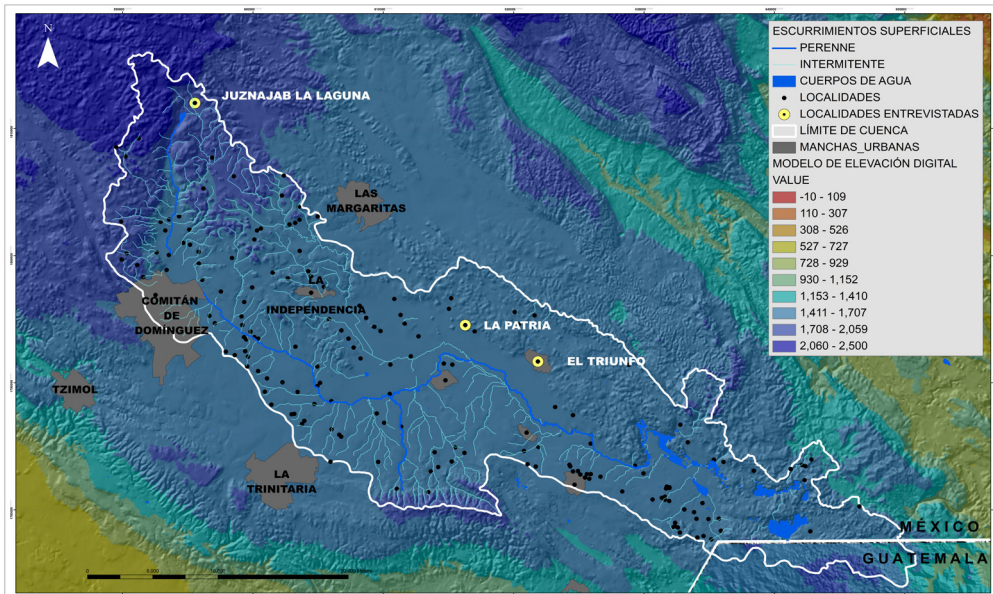 N
JUZNAJAB LA LAGUNA
LAS
MARGARITAS
LA
INDEPENDENCIA
COMITÁN
DE
DOMÍNGUEZ
LA PATRIA
EL TRIUNFO
TZIMOL
LA
TRINITARIA
MÉXICO
GUATEMALA
ESCURRIMIENTOS SUPERFICIALES
PERENNE
INTERMITENTE
CUERPOS DE AGUA
LOCALIDADES
LOCALIDADES ENTREVISTADAS
LÍMITE DE CUENCA
MANCHAS_URBANAS
MODELO DE ELEVACIÓN DIGITAL
VALUE
-10 - 109
110 - 307
308 - 526
527 - 727
728 - 929
930 - 1,152
1,153 - 1,410
1,411 - 1,707
1,708 - 2,059
2,060 - 2,500